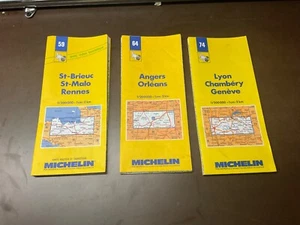 59
St-Brieuc
St-Malo
Rennes
MICHELIN
64
Angers
Orléans
MICHELIN
74
Lyon
Chambéry
Genève
MICHELIN